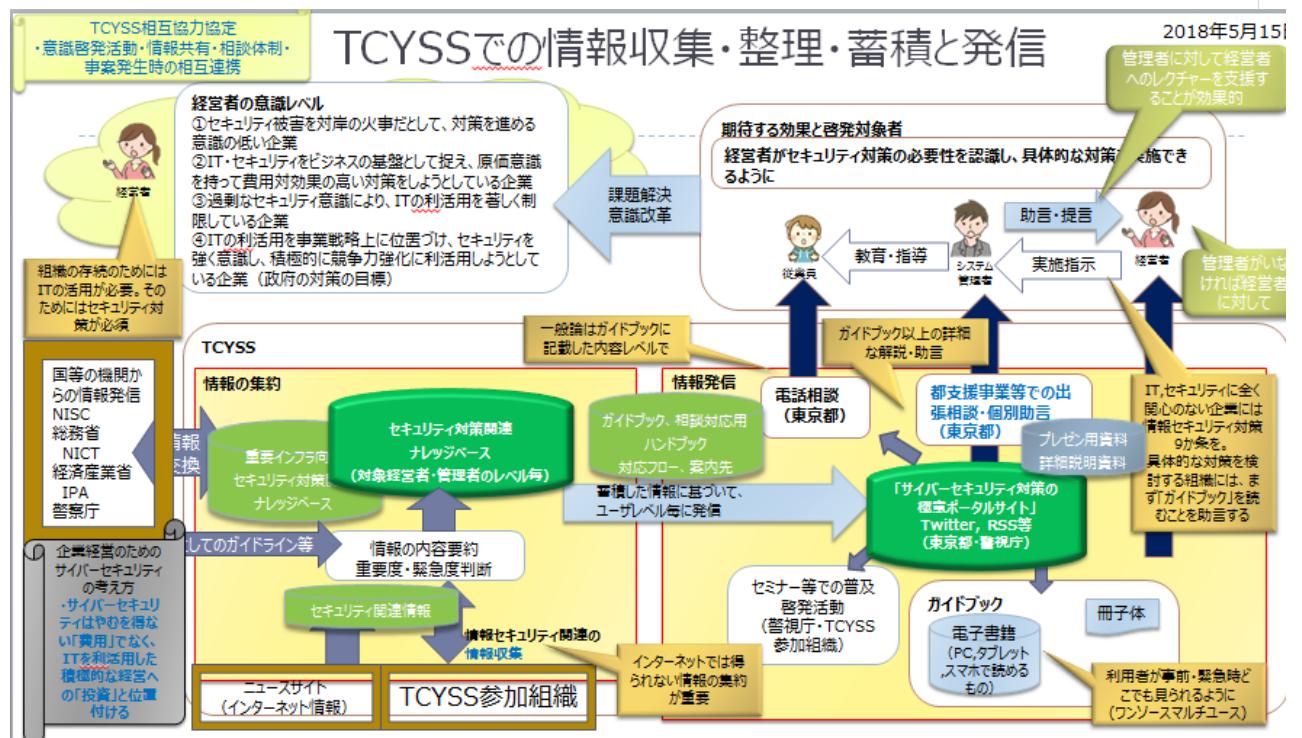 TCYSS相互協力協定
・意識啓発活動・情報共有・相談体制・
事案発生時の相互連携
TCYSSでの情報収集・整理・蓄積と発信
2018年5月15日
管理者に対して経営者
へのレクチャーを支援す
ることが効果的
経営者の意識レベル
①セキュリティ被害を対岸の火事だとして、対策を進める
意識の低い企業
②IT・セキュリティをビジネスの基盤として捉え、原価意識
を持って費用対効果の高い対策をしようとしている企業
③過剰なセキュリティ意識により、ITの利活用を著しく制
限している企業
④ITの利活用を事業戦略上に位置づけ、セキュリティを
強く意識し、積極的に競争力強化に利活用しようとして
いる企業（政府の対策の目標）
経営者
組織の存続のためには
ITの活用が必要。その
ためにはセキュリティ対
策が必須
課題解決
意識改革
期待する効果と啓発対象者
経営者がセキュリティ対策の必要性を認識し、具体的な対策 実施でき
るように
従業員
教育・指導
システム
管理者
助言・提言
実施指示
経営者
管理者がいな
ければ経営者
に対して
TCYSS
一般論はガイドブックに
記載した内容レベルで
ガイドブック以上の詳細
な解説・助言
国等の機関か
らの情報発信
NISC
総務省
NICT
経済産業省
IPA
警察庁
情報
交換
情報の集約
重要インフラ向
セキュリティ対策
ナレッジベース
セキュリティ対策関連
ナレッジベース
（対象経営者・管理者のレベル毎）
してのガイドライン等
情報の内容要約
重要度・緊急度判断
セキュリティ関連情報
情報セキュリティ関連の
情報収集
ニュースサイト
（インターネット情報）
TCYSS参加組織
インターネットでは得
られない情報の集約
が重要
企業経営のための
サイバーセキュリティ
の考え方
・サイバーセキュリ
ティはやむを得な
い「費用」でなく、
ITを利活用した
積極的な経営へ
の「投資」と位置
付ける
情報発信
ガイドブック、相談対応用
ハンドブック
対応フロー、案内先
蓄積した情報に基づいて、
ユーザレベル毎に発信
電話相談
（東京都）
都支援事業等での出
張相談・個別助言
（東京都）
プレゼン用資料
詳細説明資料
「サイバーセキュリティ対策の
極意ポータルサイト」
Twitter, RSS等
（東京都・警視庁）
IT,セキュリティに全く
関心のない企業には
情報セキュリティ対策
9か条を。
具体的な対策を検
討する組織には、ま
ず「ガイドブック」を読
むことを助言する
セミナー等での普及
啓発活動
（警視庁・TCYSS
参加組織）
ガイドブック
電子書籍
（PC,タブレット
,スマホで読める
もの）
冊子体
利用者が事前・緊急時ど
こでも見られるように
（ワンソースマルチユース）